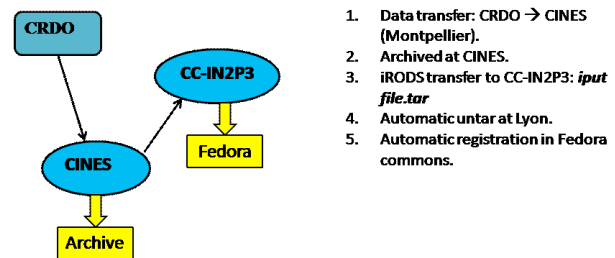 CRDO
CC-IN2P3
Fedora
CINES
Archive
1. Data transfer: CRDO → CINES
(Montpellier).
2. Archived at CINES.
3. iRODS transfer to CC-IN2P3: iput
file.tar
4. Automatic untar at Lyon.
5. Automatic registration in Fedora
commons.